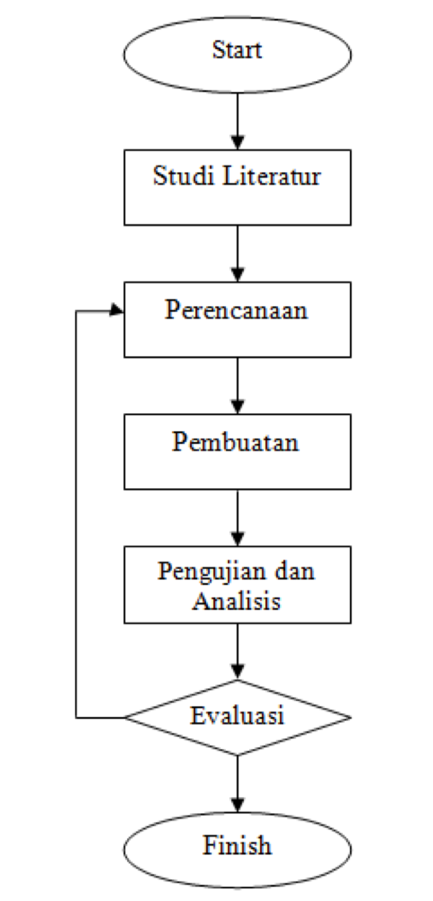 Start
Studi Literatur
Perencanaan
Pembuatan
Pengujian dan
Analisis
Evaluasi
Finish